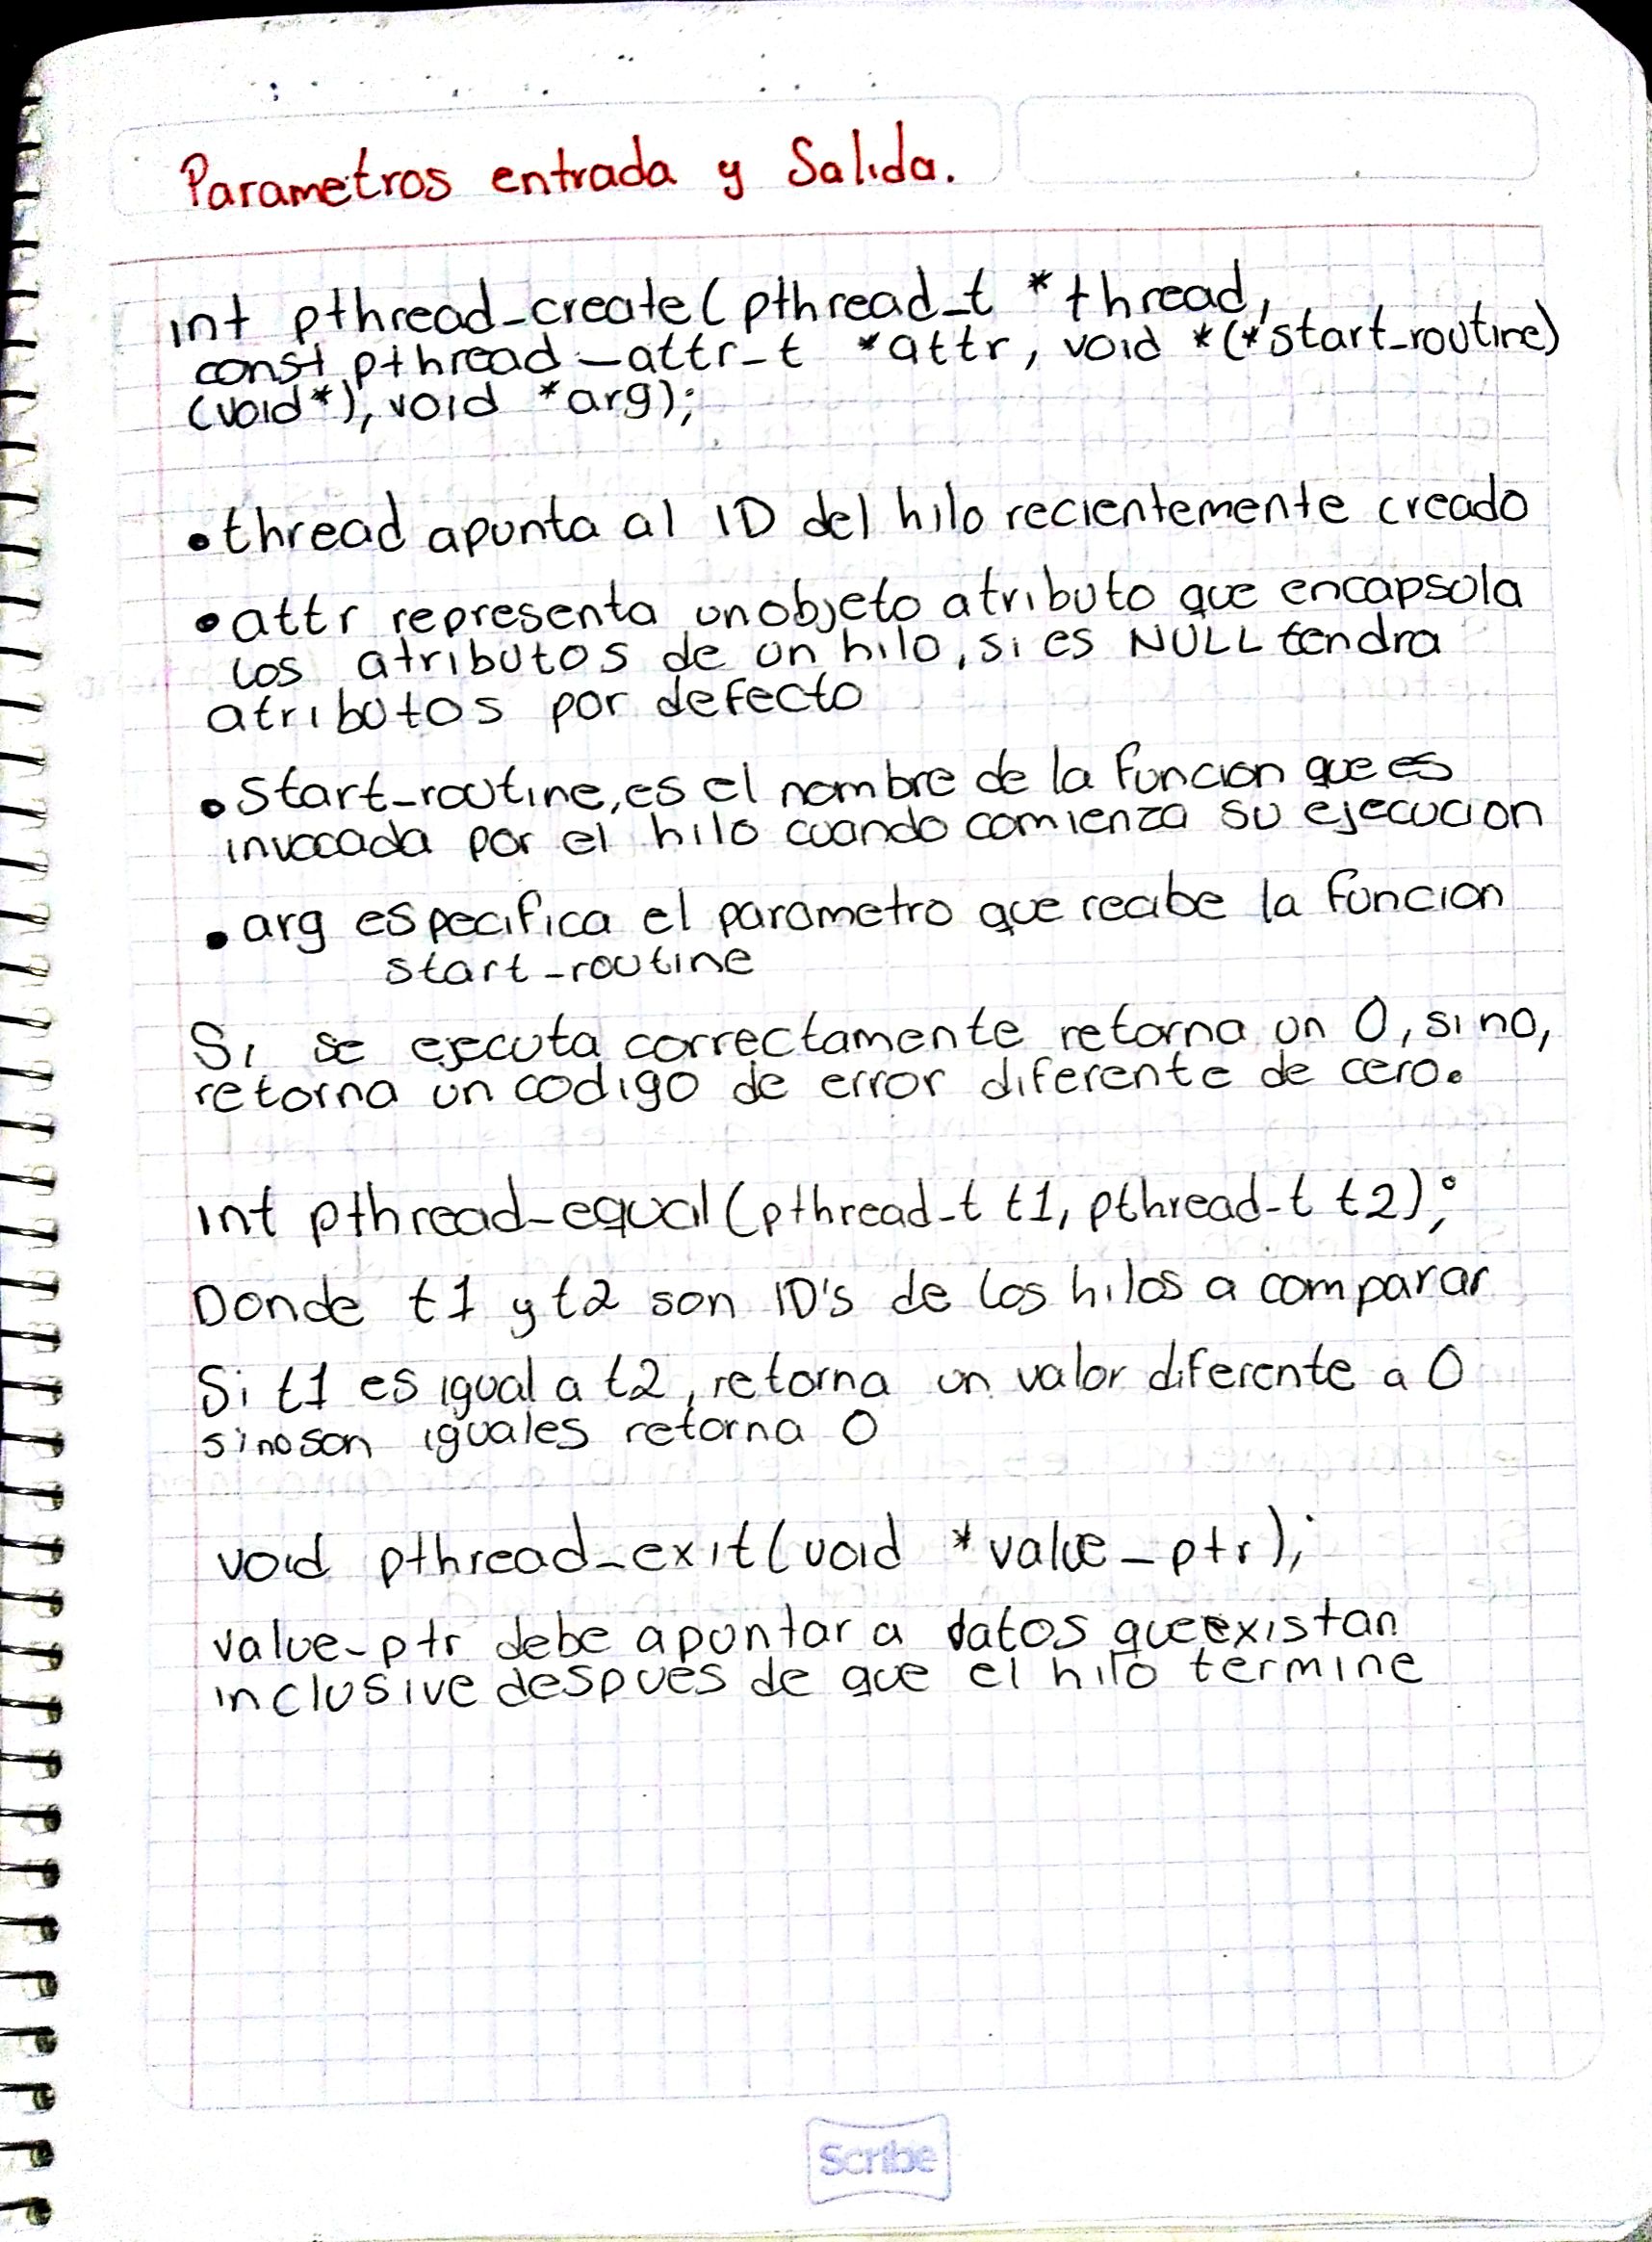 Parametros entrada y Salida.
int pthread_create(pthread_t *thread,
const pthread_attr_t *attr, void *(*start_routine)
(void*), void *arg);
• thread apunta al ID del hilo recientemente creado
• attr representa un objeto atributo que encapsula
los atributos de un hilo, si es NULL tendra
atributos por defecto
• Start_routine, es el nombre de la funcion que es
invocada por el hilo cuando comienza su ejecucion
• arg especifica el parametro que recibe la funcion
start_routine
Si se ejecuta correctamente retorna un 0, si no,
retorna un codigo de error diferente de cero.
int pthread_equal(pthread_t t1, pthread_t t2);
Donde t1 y t2 son ID's de los hilos a comparar
Si t1 es igual a t2, retorna un valor diferente a 0
si no son iguales retorna 0
void pthread_exit(void *value_ptr);
value_ptr debe apuntar a datos que existan
inclusive despues de que el hilo termine
Scribe